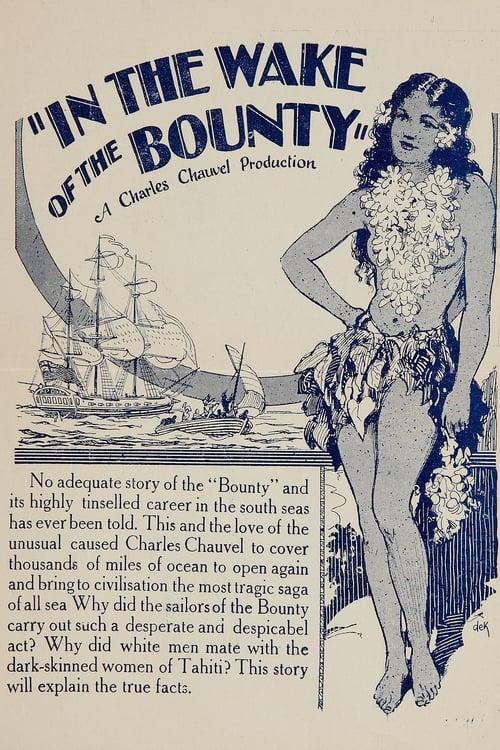 "IN THE WAKE
OF THE BOUNTY"
A Charles Chauvel Production
No adequate story of the "Bounty" and
its highly tinselled career in the south seas
has ever been told. This and the love of the
unusual caused Charles Chauvel to cover
thousands of miles of ocean to open again
and bring to civilisation the most tragic saga
of all sea Why did the sailors of the Bounty
carry out such a desperate and despicabel
act? Why did white men mate with the
dark-skinned women of Tahiti? This story
will explain the true facts.
dek